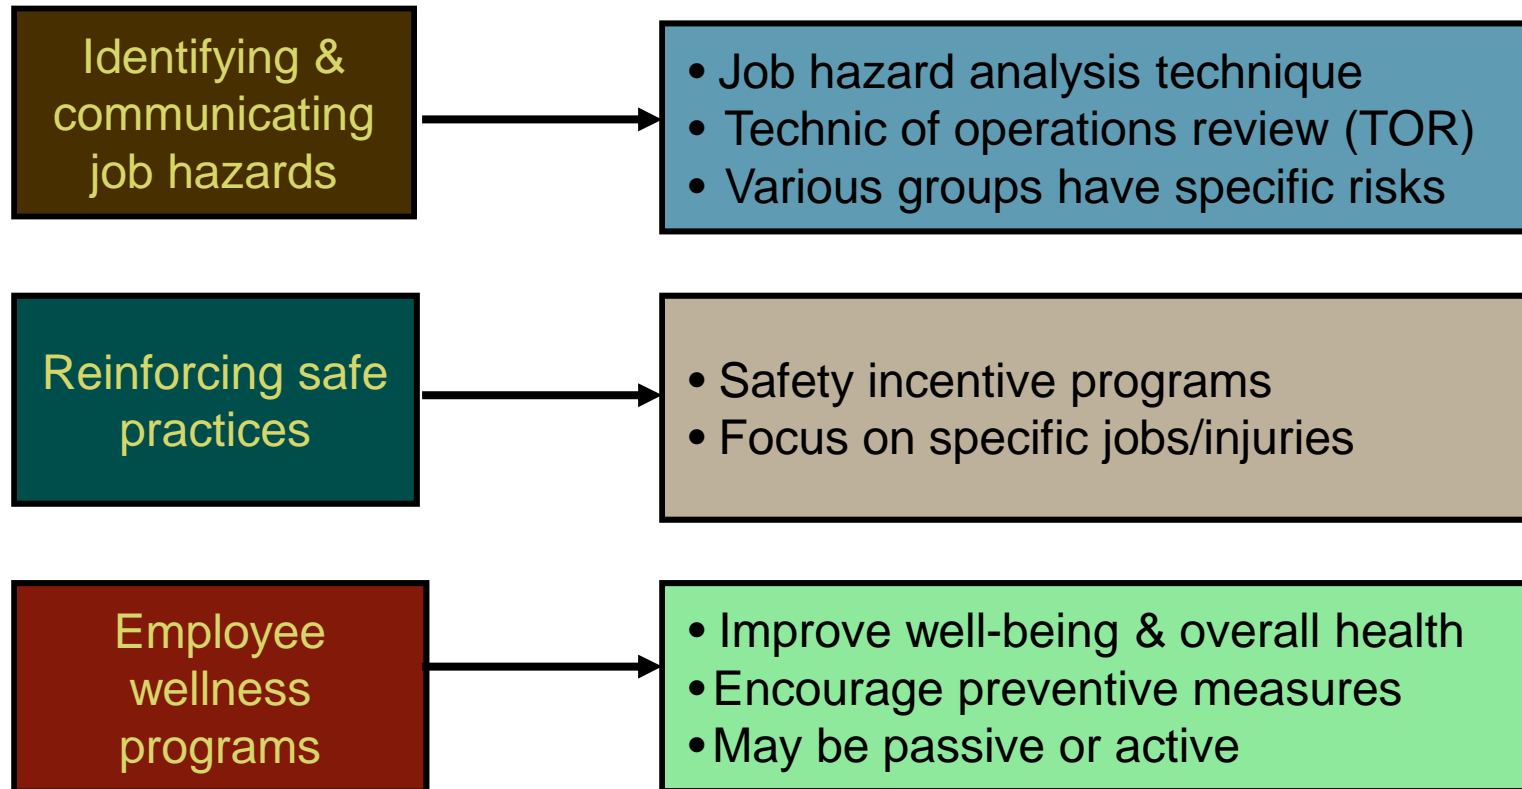 Identifying &
communicating
job hazards
• Job hazard analysis technique
• Technic of operations review (TOR)
• Various groups have specific risks
Reinforcing safe
practices
• Safety incentive programs
• Focus on specific jobs/injuries
Employee
wellness
programs
• Improve well-being & overall health
• Encourage preventive measures
• May be passive or active